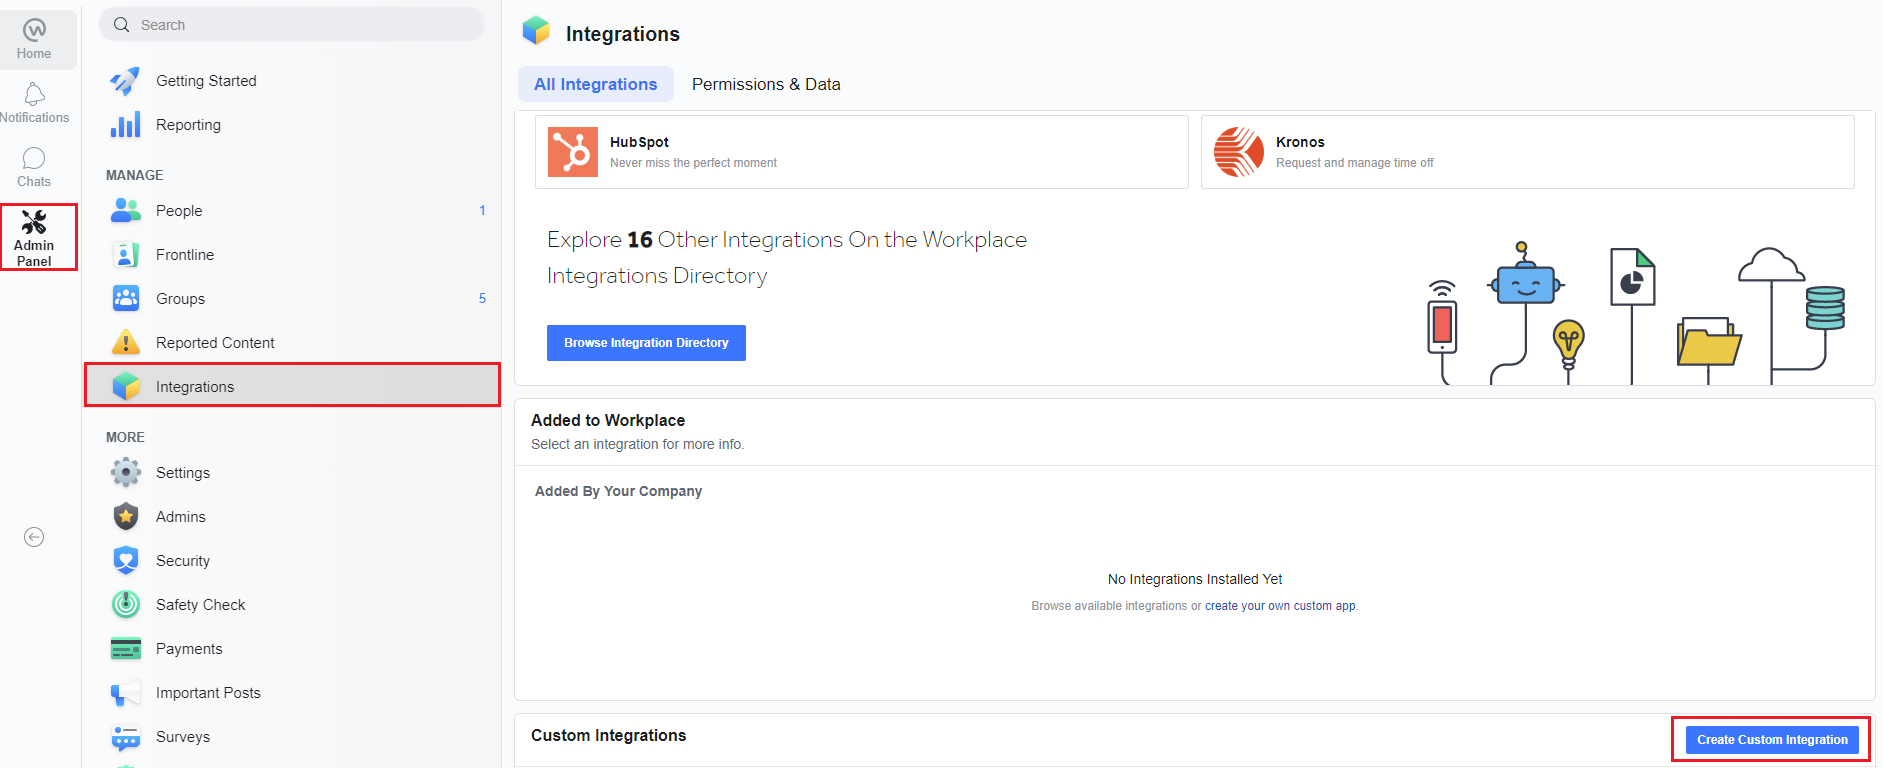 Home
Notifications
Chats
Admin
Panel
Search
Getting Started
Reporting
MANAGE
People 1
Frontline
Groups 5
Reported Content
Integrations
MORE
Settings
Admins
Security
Safety Check
Payments
Important Posts
Surveys
Integrations
All Integrations Permissions & Data
HubSpot
Never miss the perfect moment
Kronos
Request and manage time off
Explore 16 Other Integrations On the Workplace
Integrations Directory
Browse Integration Directory
Added to Workplace
Select an integration for more info.
Added By Your Company
No Integrations Installed Yet
Browse available integrations or create your own custom app.
Custom Integrations
Create Custom Integration